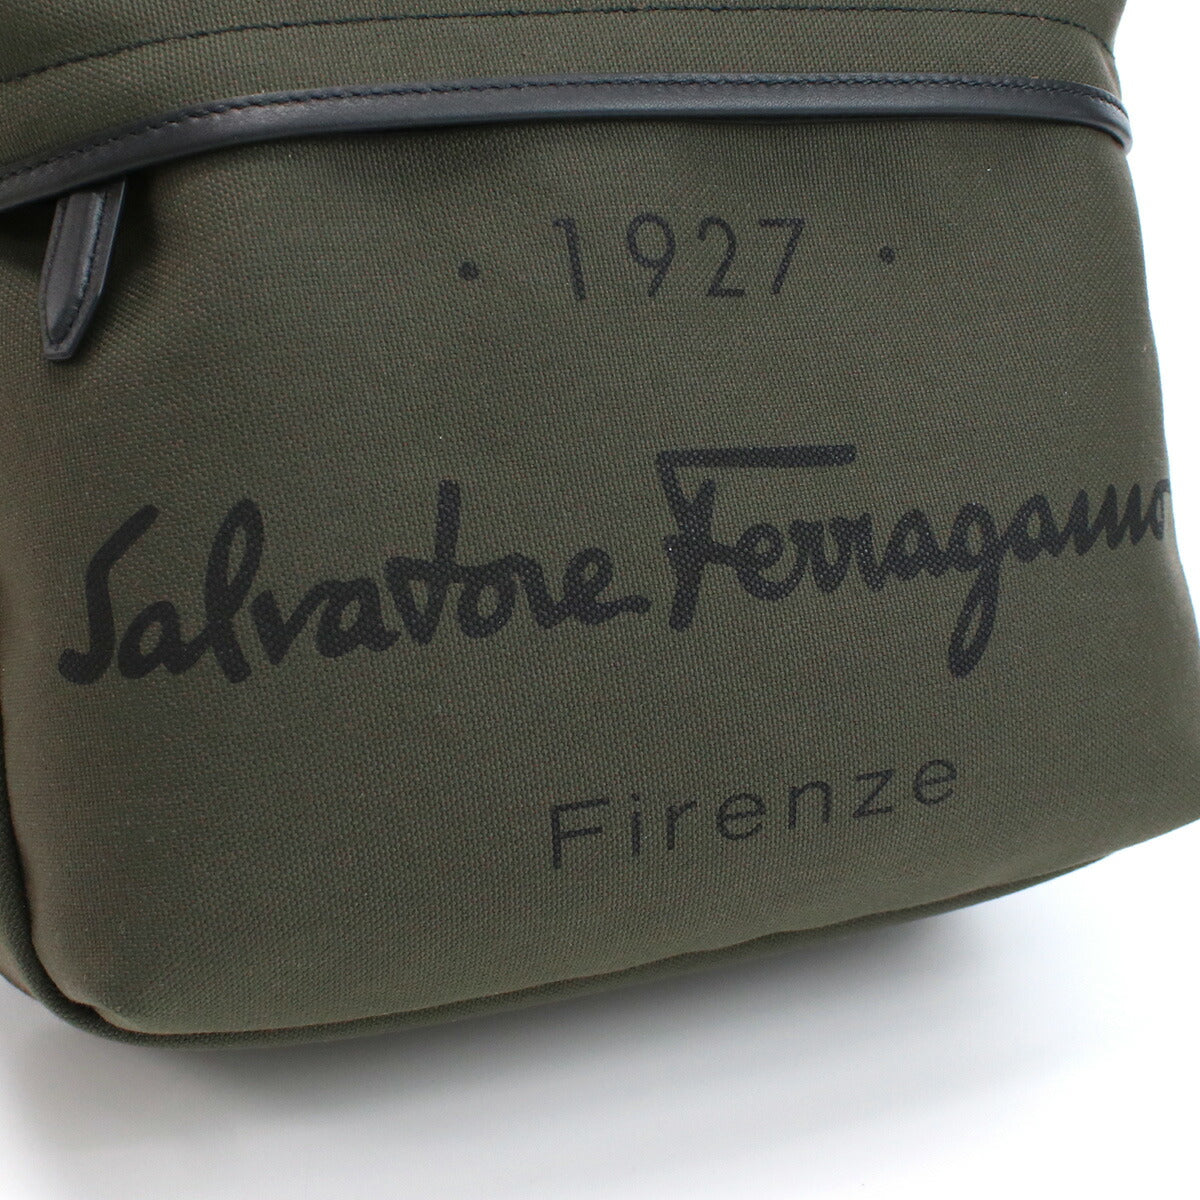 · 1927 ·
Salvatore Ferragamo
Firenze